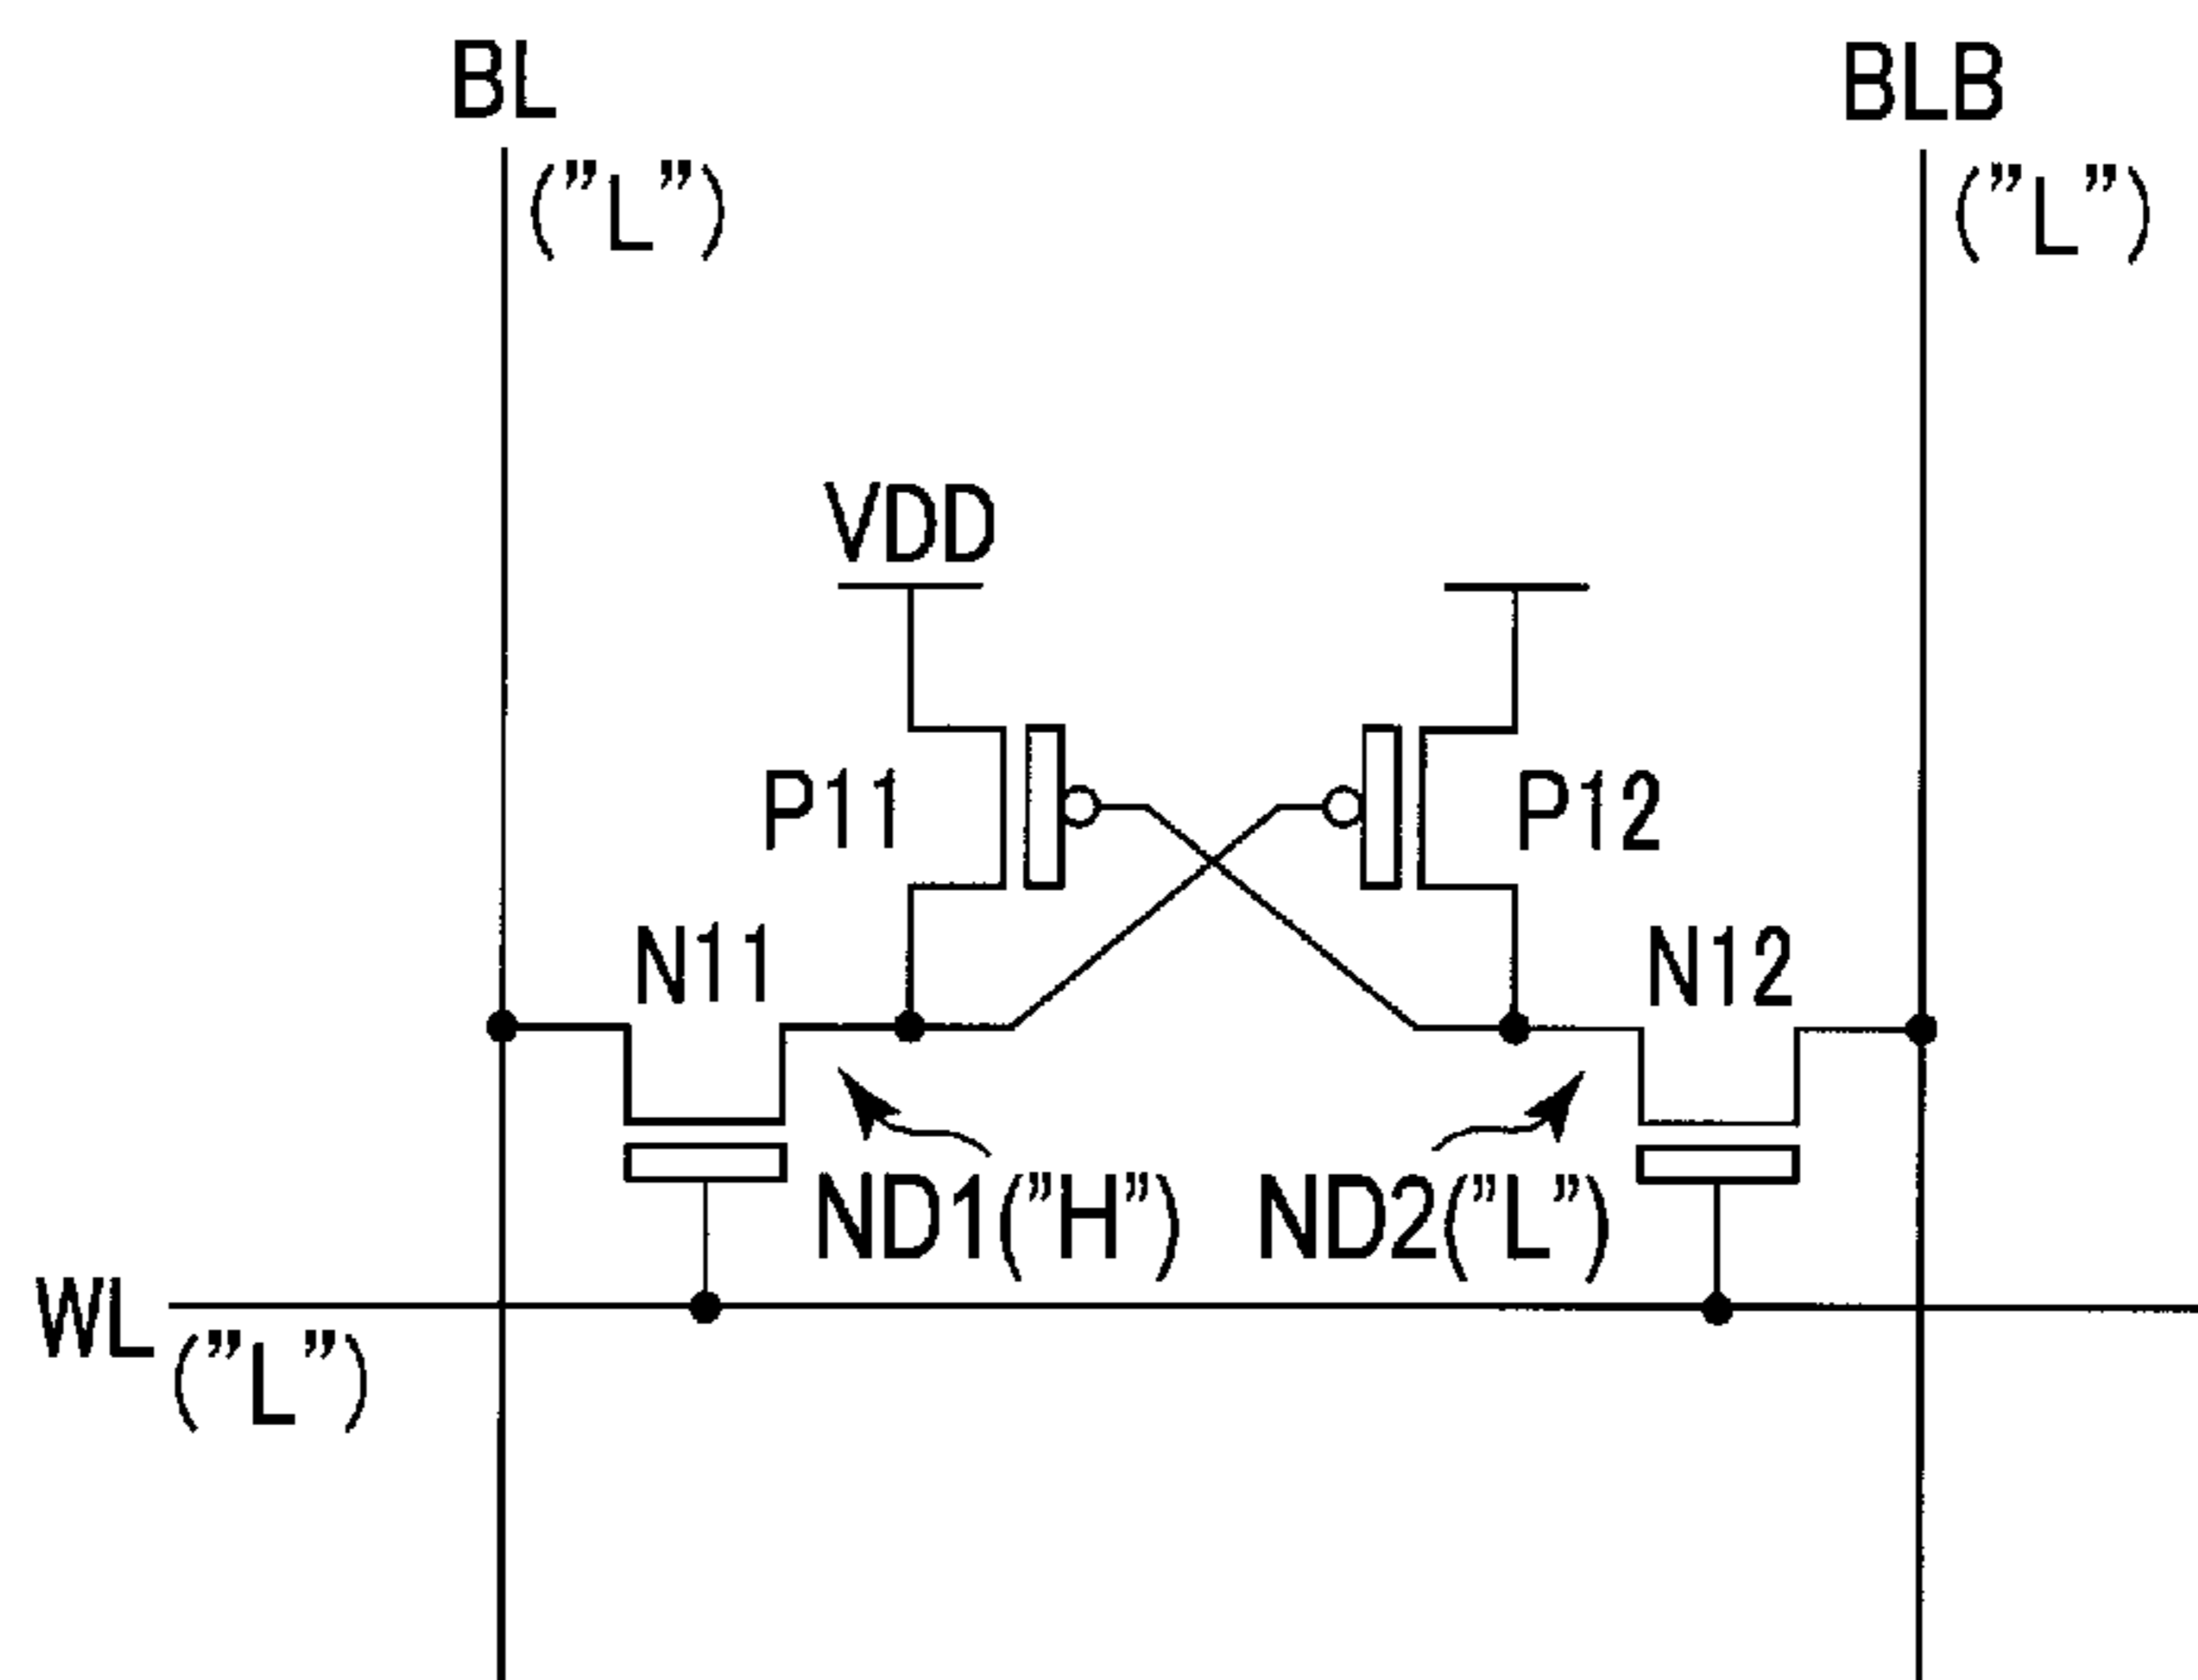 BL
BLB
("L")
("L")
VDD
P11
P12
N11
N12
ND1("H")
ND2("L")
WL
("L")